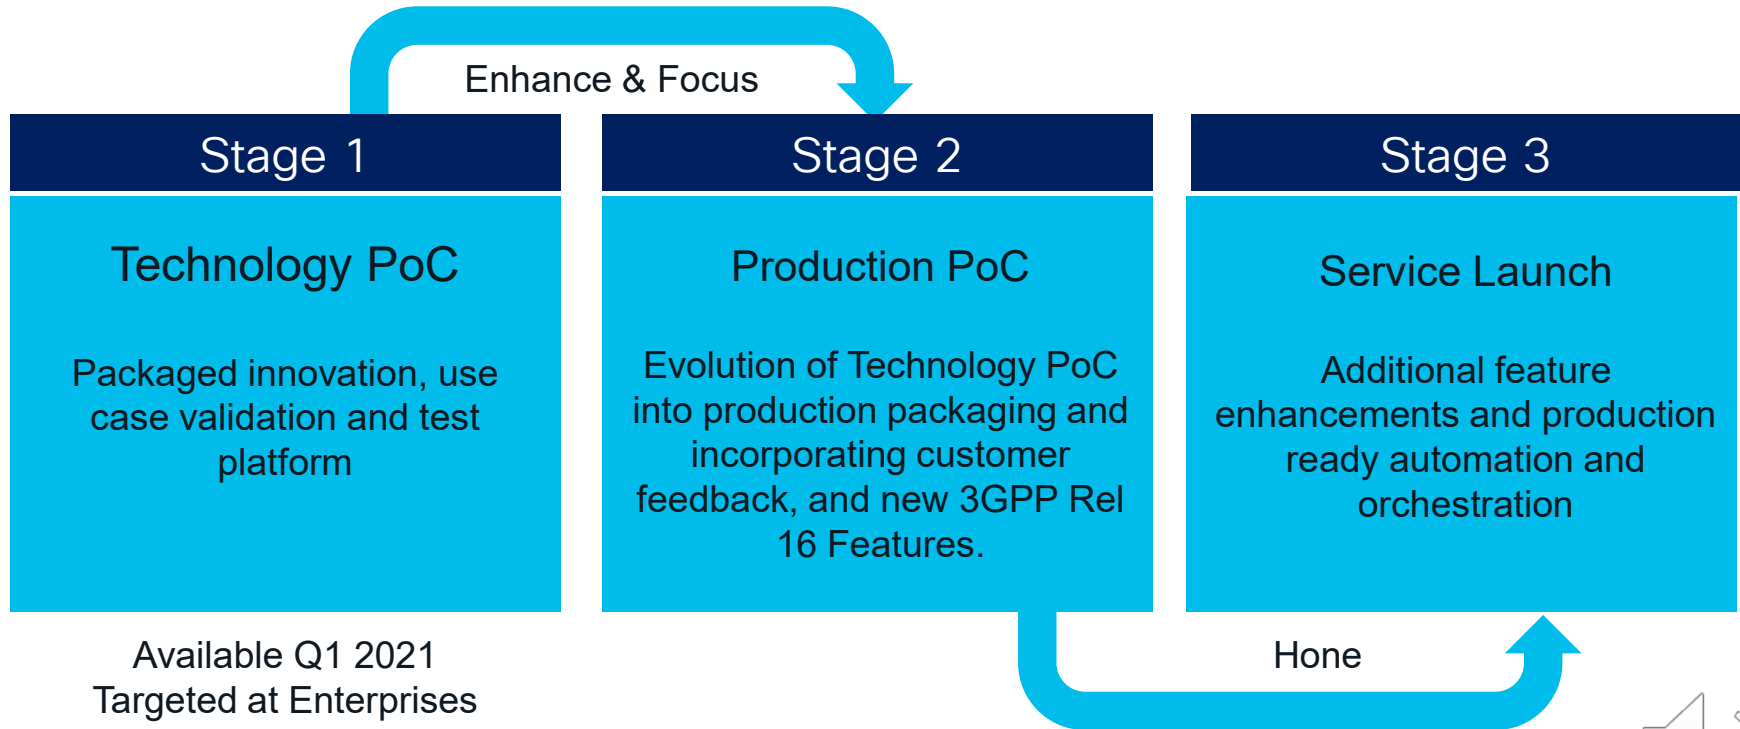 Enhance & Focus
Stage 1
Technology PoC
Packaged innovation, use
case validation and test
platform
Available Q1 2021
Targeted at Enterprises
Stage 2
Production PoC
Evolution of Technology PoC
into production packaging and
incorporating customer
feedback, and new 3GPP Rel
16 Features.
Hone
Stage 3
Service Launch
Additional feature
enhancements and production
ready automation and
orchestration